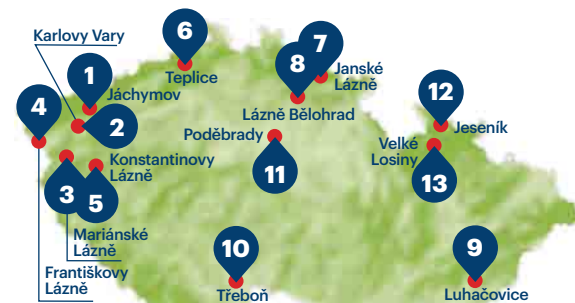 Karlovy Vary
6
7
8
Teplice
Janské
Lázně
1
Jáchymov
Lázně Bělohrad
12
4
2
Poděbrady
Jeseník
Velké
Losiny
Konstantinovy
Lázně
3
5
11
13
Mariánské
Lázně
10
9
Františkovy
Lázně
Třeboň
Luhačovice